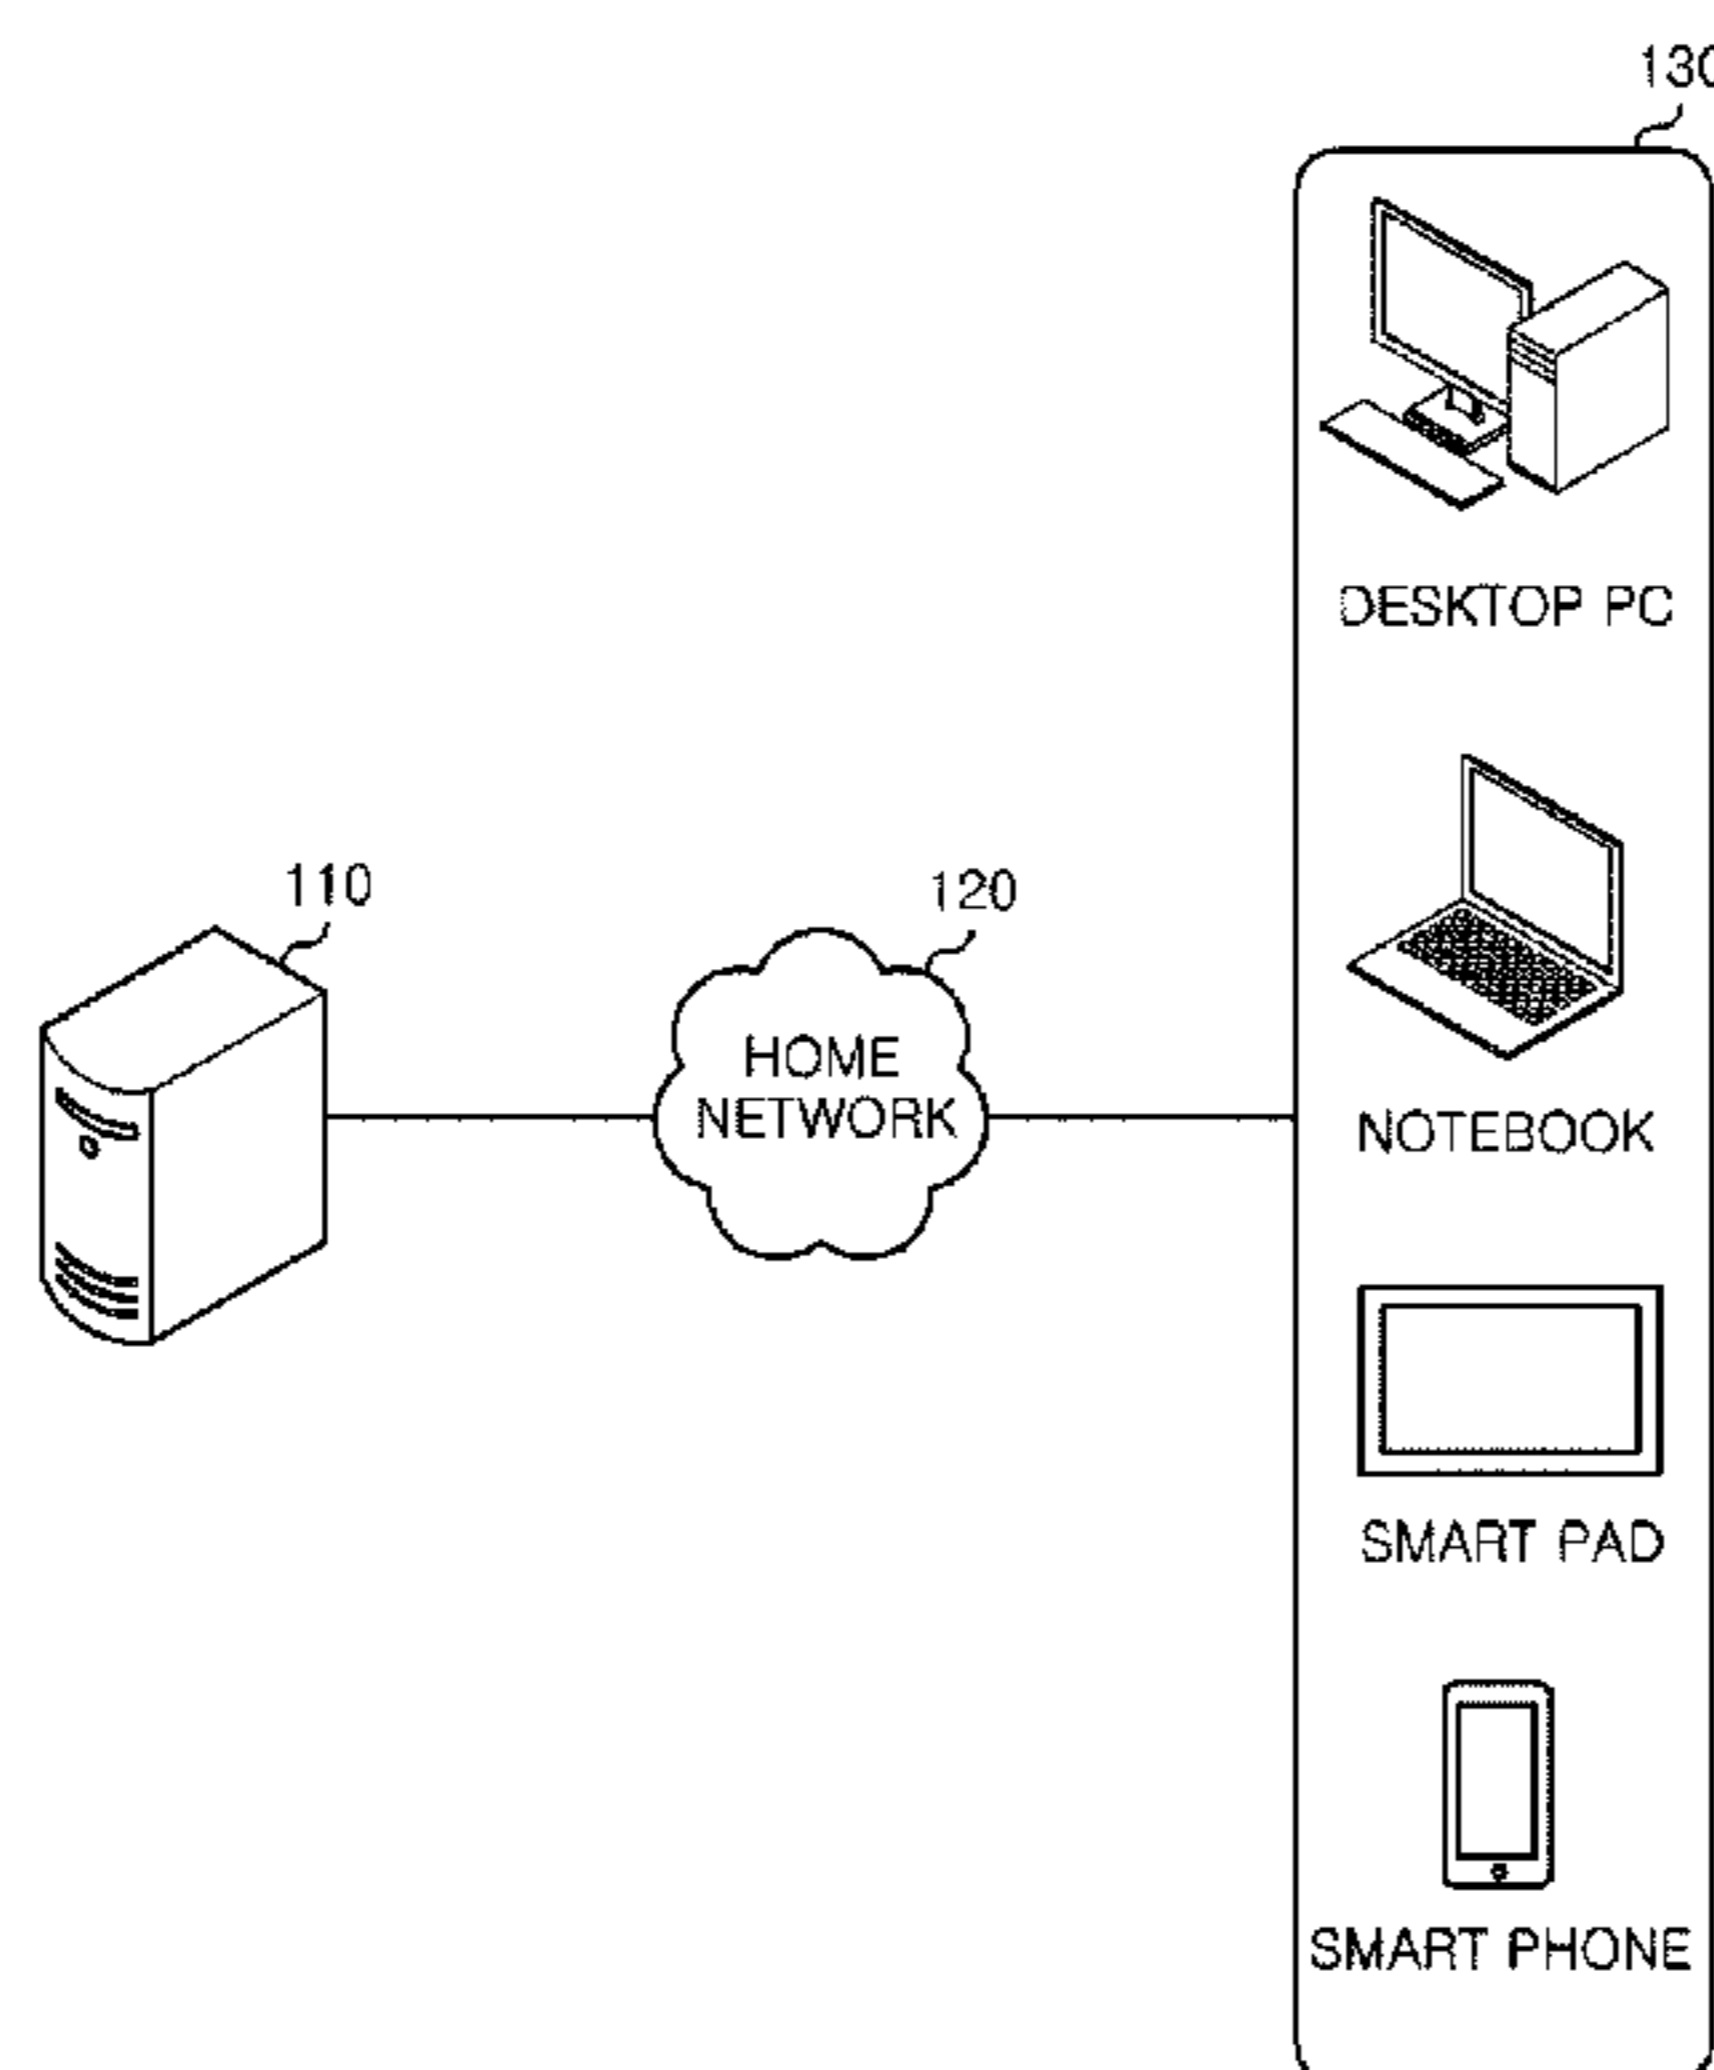 130
DESKTOP PC
110
120
HOME
NETWORK
NOTEBOOK
SMART PAD
SMART PHONE